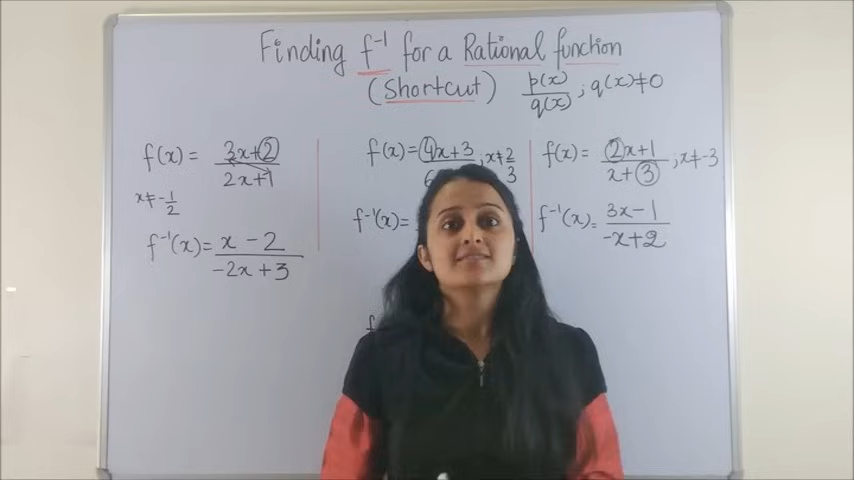 Finding f⁻¹ for a Rational function
(Shortcut) p(x)/q(x) ; q(x)≠0
f(x) = 3x+2
2x+1
x≠-1/2
f⁻¹(x) = x-2
-2x+3
f(x) = 4x+3 ; x≠2/3
6
f⁻¹(x) =
f
f(x) = 2x+1 ; x≠-3
x+3
f⁻¹(x) = 3x-1
-x+2